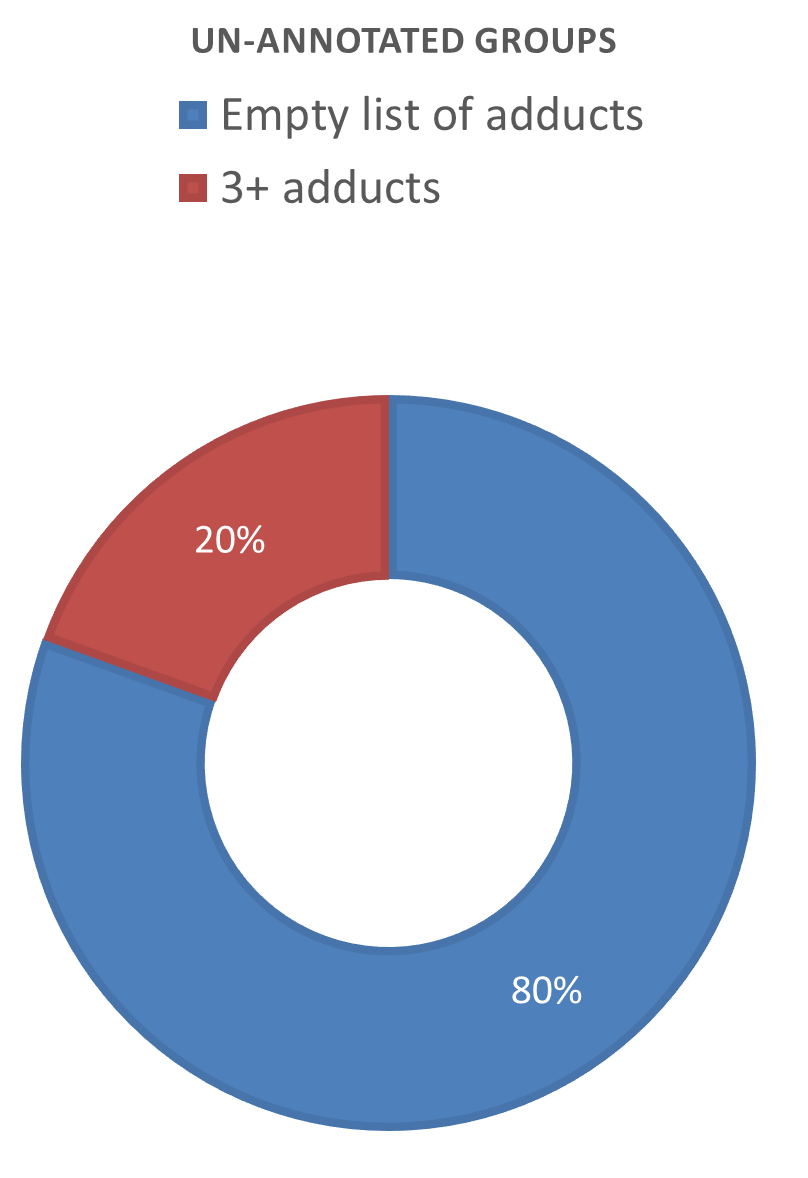 UN-ANNOTATED GROUPS
Empty list of adducts
3+ adducts
20%
80%